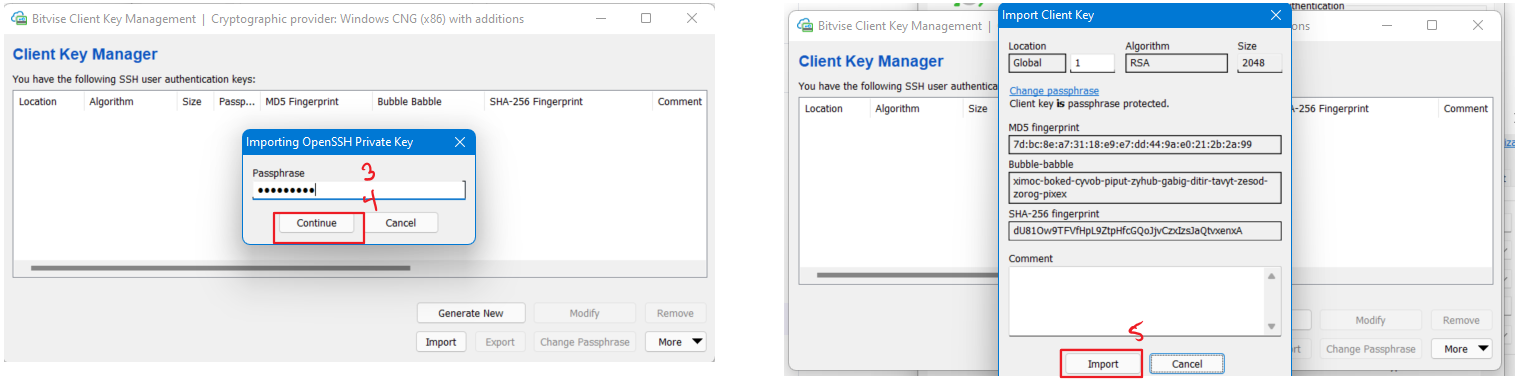 Bitvise Client Key Management | Cryptographic provider: Windows CNG (x86) with additions
Client Key Manager
You have the following SSH user authentication keys:
Location Algorithm Size Passp... MD5 Fingerprint Bubble Babble SHA-256 Fingerprint Comment
Importing OpenSSH Private Key
Passphrase
3
4
Continue Cancel
Generate New Modify Remove
Import Export Change Passphrase More
Bitvise Client Key Management |
Client Key Manager
You have the following SSH user authentica
Location Algorithm Size
Import Client Key
Location Algorithm Size
Global 1 RSA 2048
Change passphrase
Client key is passphrase protected.
MD5 fingerprint
7d:bc:8e:a7:31:18:e9:e7:dd:44:9a:e0:21:2b:2a:99
Bubble-babble
ximoc-boked-cyvob-piput-zyhub-gabig-ditir-tavyt-zesod-
zorog-pixex
SHA-256 fingerprint
dU81Ow9TFVfHpL9ZtpHfcGQoJjvCzxIzsJaQtvxenxA
Comment
5
Import Cancel
thentication
ons
A-256 Fingerprint Comment
Modify Remove
rt Change Passphrase More